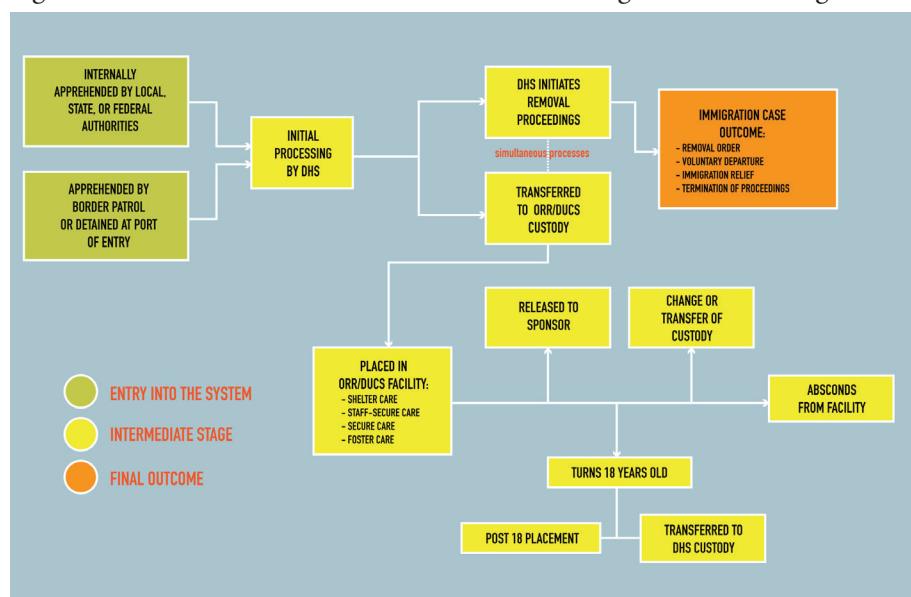 INTERNALLY
APPREHENDED BY LOCAL,
STATE, OR FEDERAL
AUTHORITIES
APPREHENDED BY
BORDER PATROL
OR DETAINED AT PORT
OF ENTRY
INITIAL
PROCESSING
BY DHS
DHS INITIATES
REMOVAL
PROCEEDINGS
simultaneous processes
TRANSFERRED
TO ORR/DUCS
CUSTODY
IMMIGRATION CASE
OUTCOME:
- REMOVAL ORDER
- VOLUNTARY DEPARTURE
- IMMIGRATION RELIEF
- TERMINATION OF PROCEEDINGS
RELEASED TO
SPONSOR
CHANGE OR
TRANSFER OF
CUSTODY
PLACED IN
ORR/DUCS FACILITY:
- SHELTER CARE
- STAFF-SECURE CARE
- SECURE CARE
- FOSTER CARE
ABSCONDS
FROM FACILITY
TURNS 18 YEARS OLD
POST 18 PLACEMENT
TRANSFERRED TO
DHS CUSTODY
ENTRY INTO THE SYSTEM
INTERMEDIATE STAGE
FINAL OUTCOME